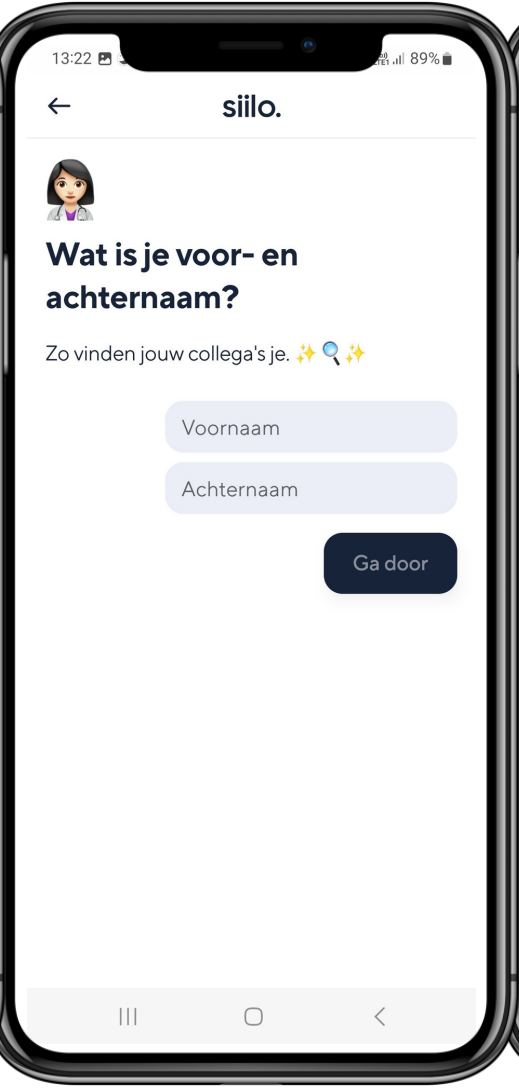 13:22
89%
siilo.
Wat is je voor- en
achternaam?
Zo vinden jouw collega's je. ✨🔍✨
Voornaam
Achternaam
Ga door